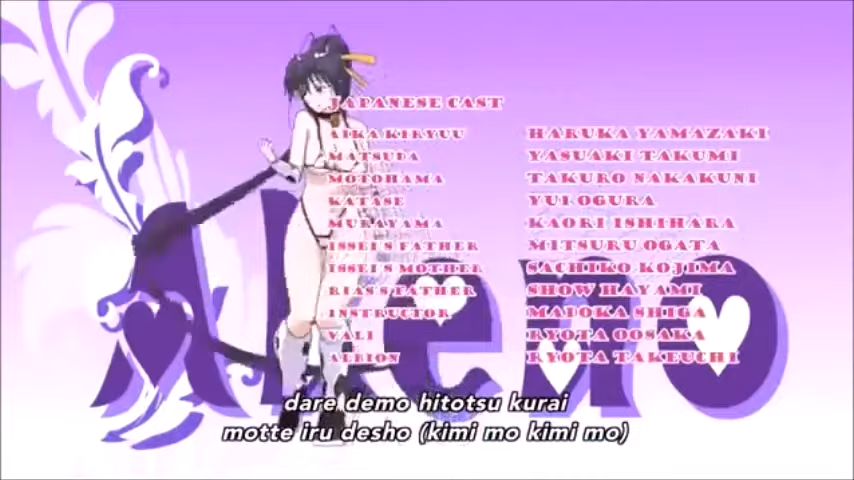 JAPANESE CAST
AIKA KIRYUU HARUKA YAMAZAKI
MATSUDA YASUAKI TAKUMI
MOTOHAMA TAKURO NAKAKUNI
KATASE YUI OGURA
MURAYAMA KAORI ISHIHARA
ISSEI'S FATHER MITSURU OGATA
ISSEI'S MOTHER SACHIKO KOJIMA
RIAS'S FATHER SHOW HAYAMI
INSTRUCTOR MADOKA SHIGA
VALI RYOTA OOSAKA
ALBION RYOTA TAKEUCHI
Akeno
dare demo hitotsu kurai
motte iru desho (kimi mo kimi mo)